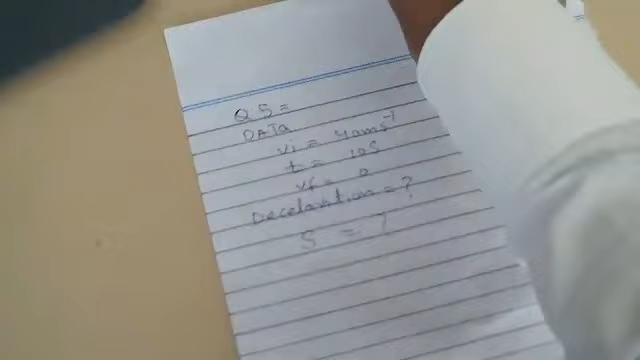 Q5=
DATA
vi = 40ms⁻¹
t = 10s
vf = 0
Deceleration = ?
S = ?